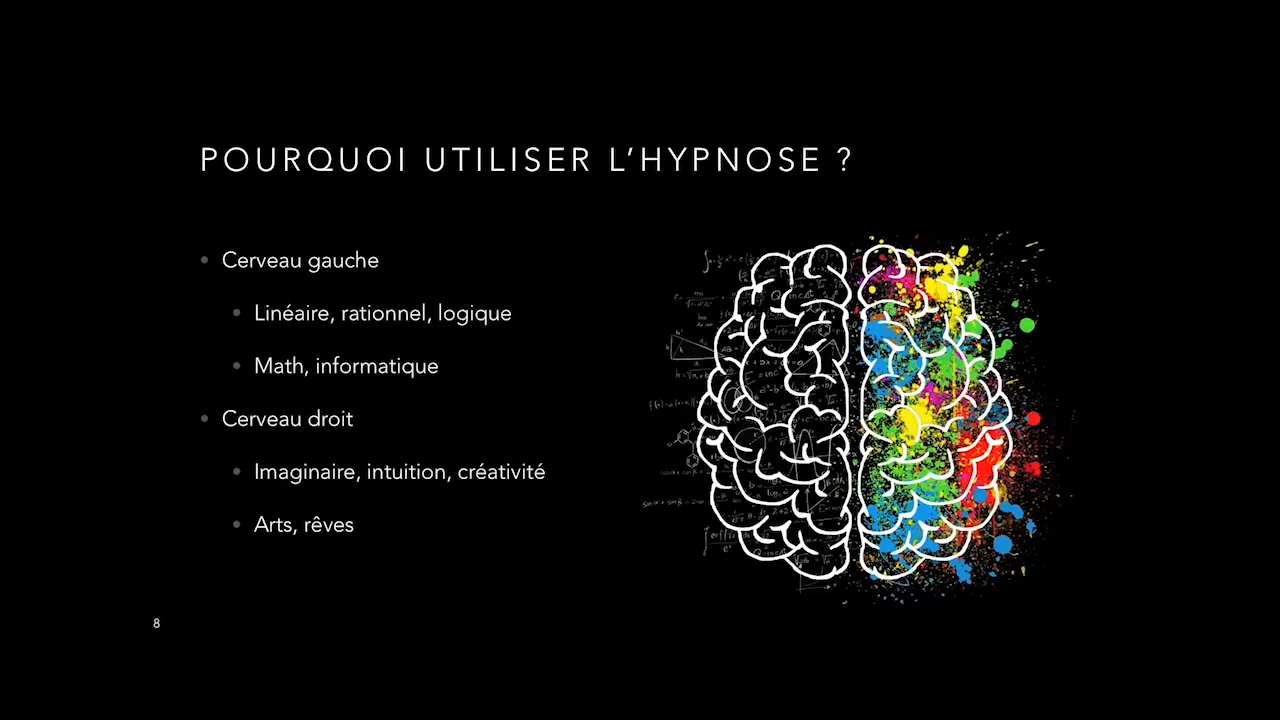 POURQUOI UTILISER L’HYPNOSE ?
Cerveau gauche
Linéaire, rationnel, logique
Math, informatique
Cerveau droit
Imaginaire, intuition, créativité
Arts, rêves
8